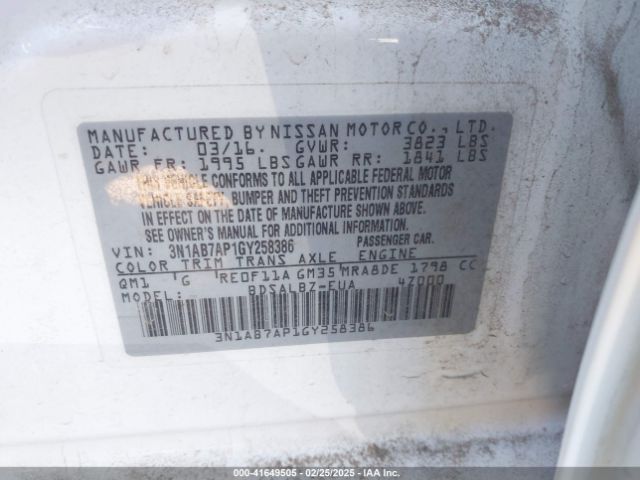 MANUFACTURED BY NISSAN MOTOR CO., LTD.
DATE: 03/16. GVWR: 3823 LBS
GAWR FR: 1995 LBS GAWR RR: 1841 LBS
THIS VEHICLE CONFORMS TO ALL APPLICABLE FEDERAL MOTOR
VEHICLE SAFETY, BUMPER AND THEFT PREVENTION STANDARDS
IN EFFECT ON THE DATE OF MANUFACTURE SHOWN ABOVE.
SEE OWNER'S MANUAL FOR ADDITIONAL INFORMATION.
VIN: 3N1AB7AP1GY258386 PASSENGER CAR.
COLOR TRIM TRANS AXLE ENGINE
QM1 G RE0F11A GM35 MRA8DE 1798 CC
MODEL: BDSALBZ-EUA 4Z000
3N1AB7AP1GY258386
000-41649505 02/25/2025 COPYRIGHT IAA, LLC